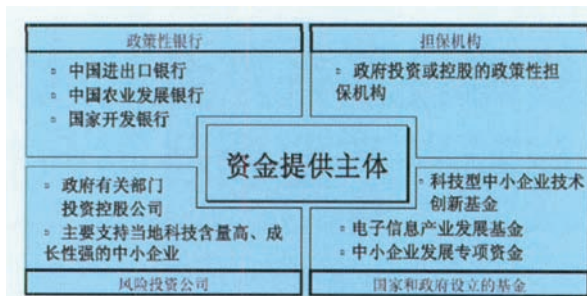 政策性银行
▫ 中国进出口银行
▫ 中国农业发展银行
▫ 国家开发银行
担保机构
▫ 政府投资或控股的政策性担
保机构
资金提供主体
▫ 政府有关部门
投资控股公司
▫ 主要支持当地科技含量高、成
长性强的中小企业
风险投资公司
▫ 科技型中小企业技术
创新基金
▫ 电子信息产业发展基金
▫ 中小企业发展专项资金
国家和政府设立的基金